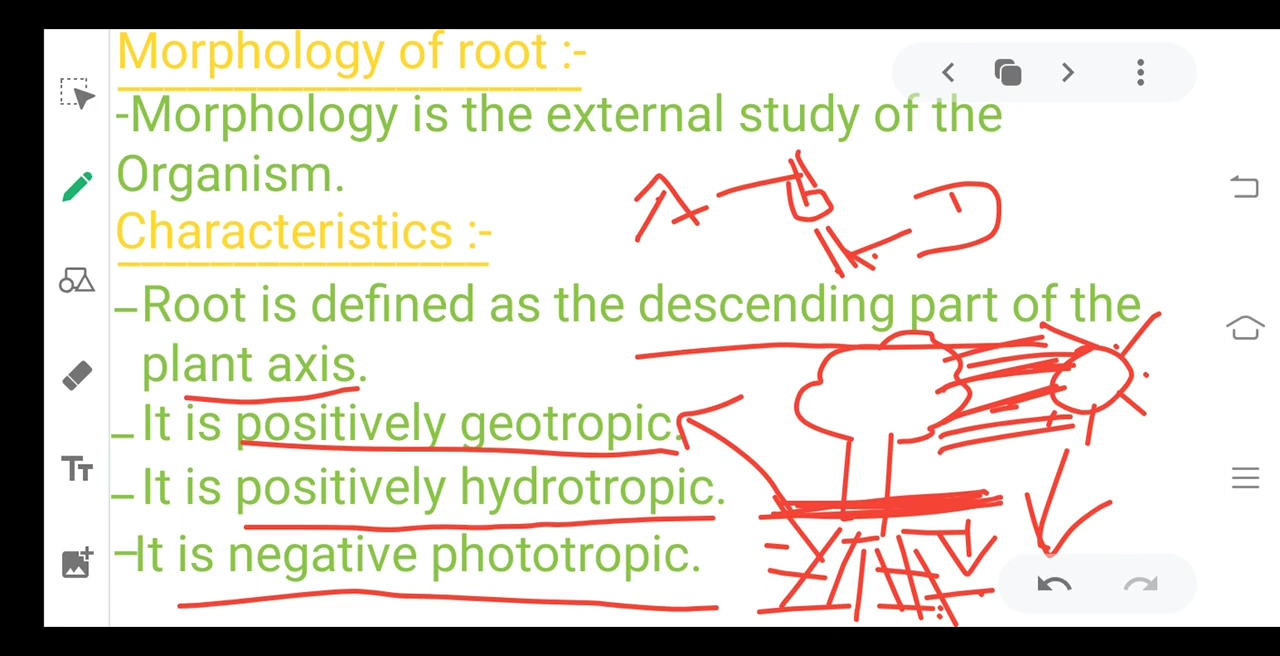 Morphology of root :-
-Morphology is the external study of the
Organism.
Characteristics :-
–Root is defined as the descending part of the
plant axis.
–It is positively geotropic.
–It is positively hydrotropic.
–It is negative phototropic.